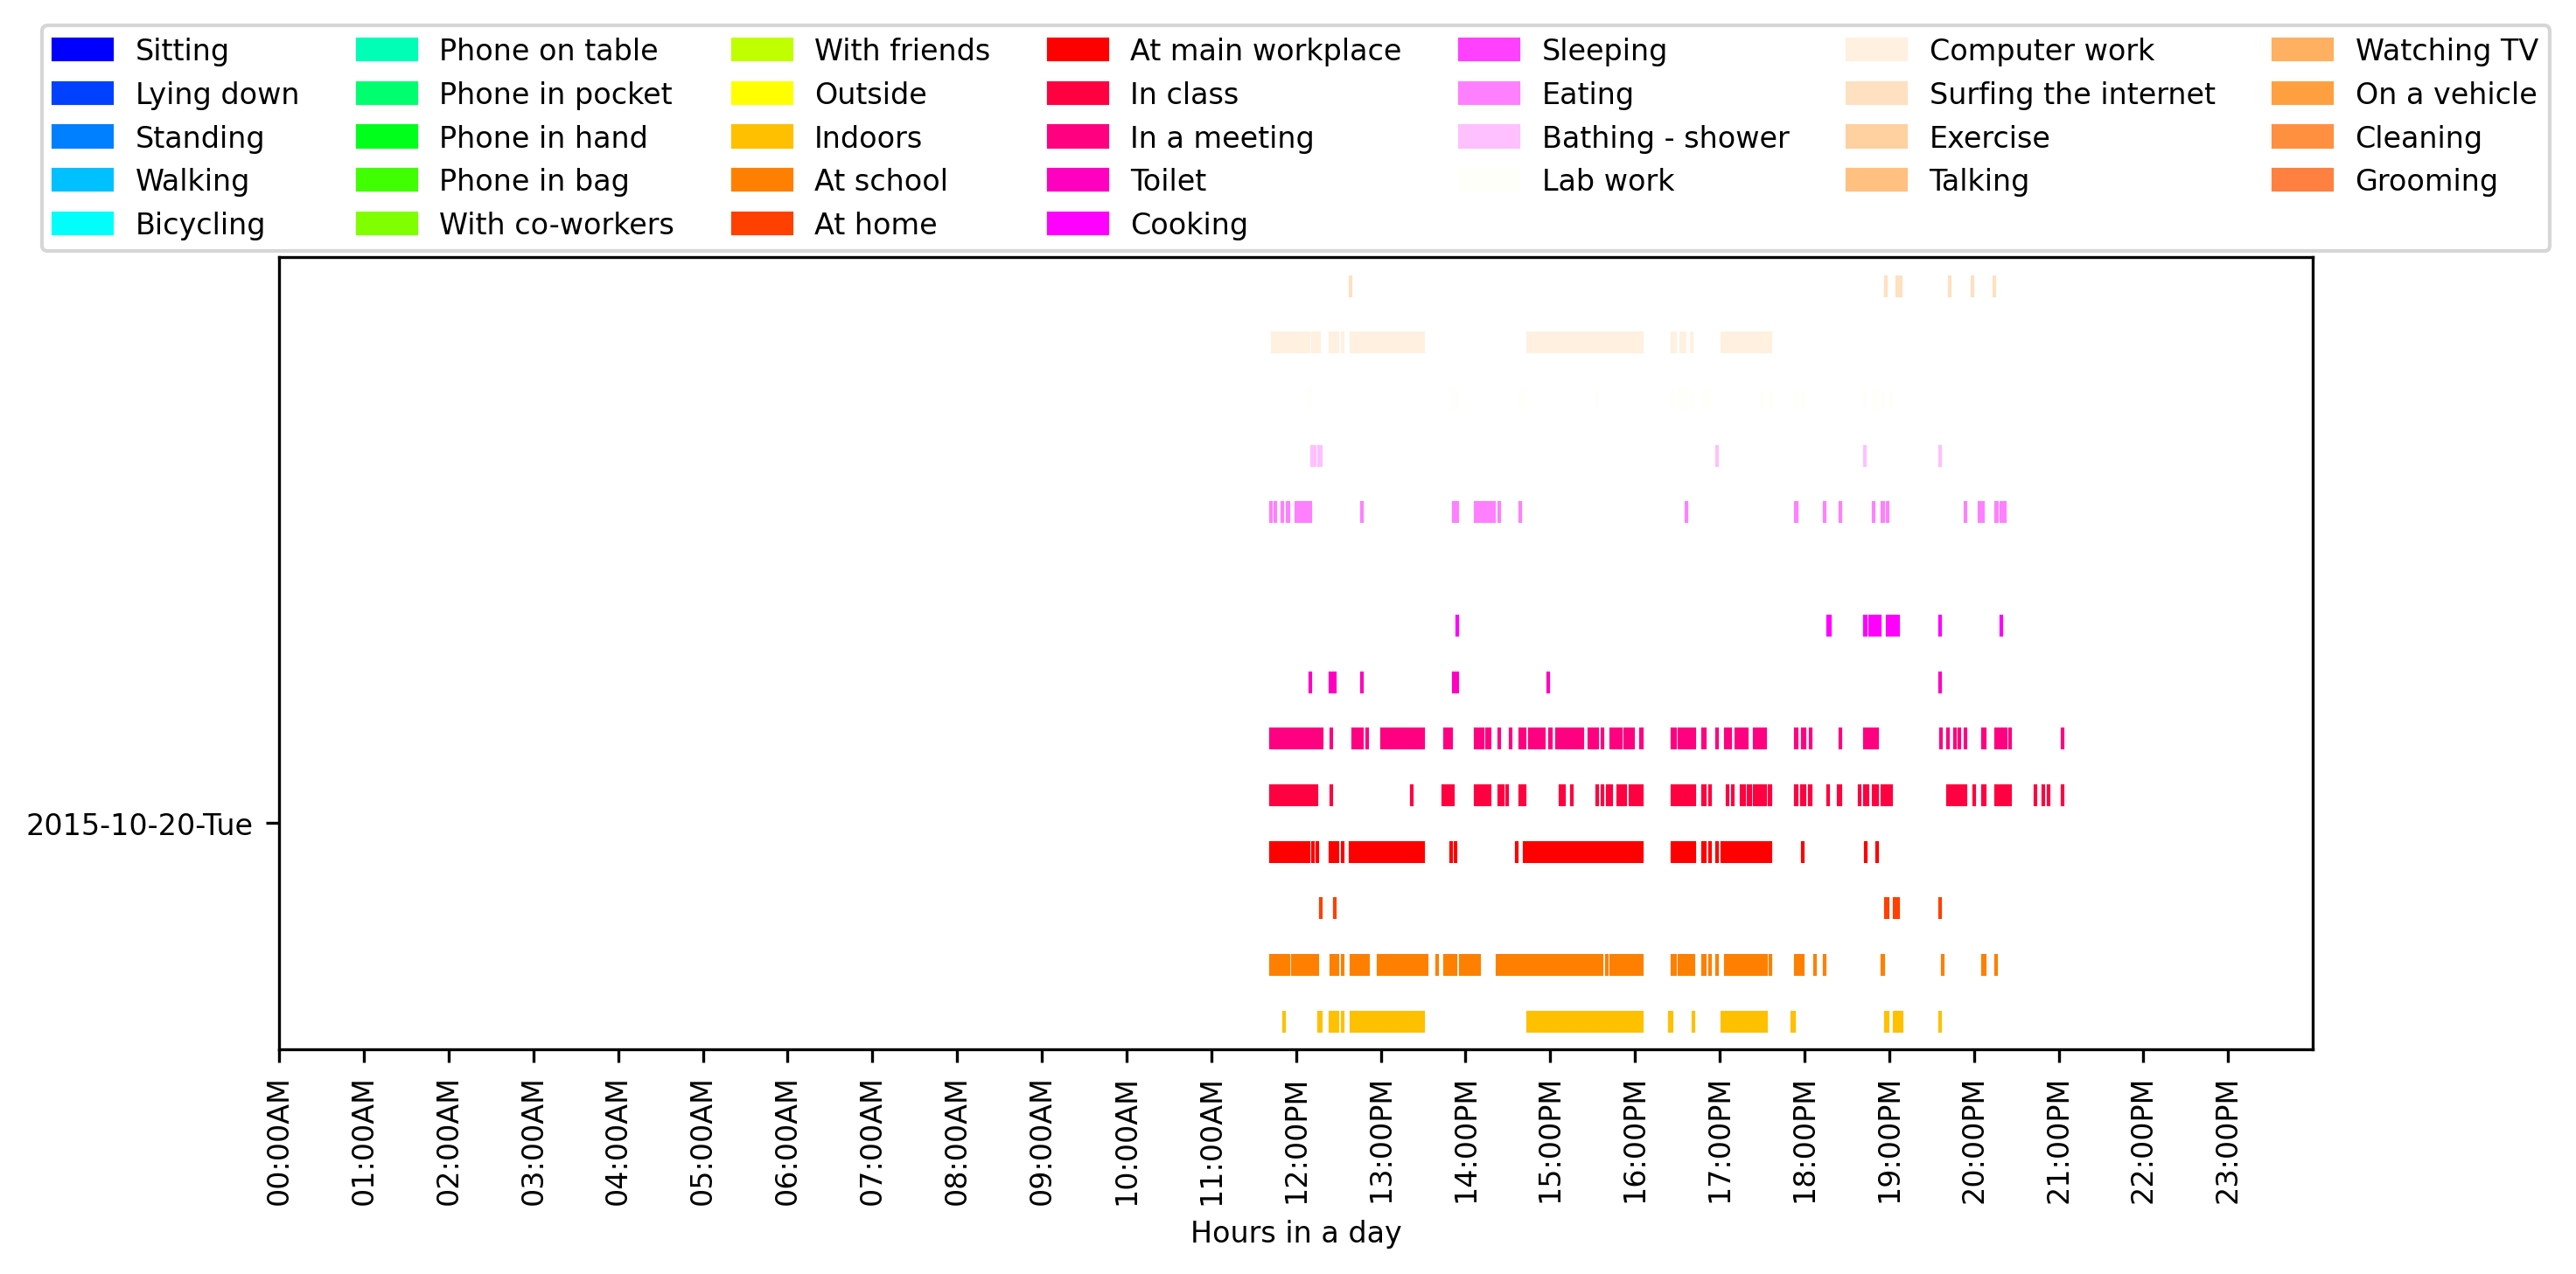 Sitting
Lying down
Standing
Walking
Bicycling
Phone on table
Phone in pocket
Phone in hand
Phone in bag
With co-workers
With friends
Outside
Indoors
At school
At home
At main workplace
In class
In a meeting
Toilet
Cooking
Sleeping
Eating
Bathing - shower
Lab work
Computer work
Surfing the internet
Exercise
Talking
Watching TV
On a vehicle
Cleaning
Grooming
2015-10-20-Tue
00:00AM
01:00AM
02:00AM
03:00AM
04:00AM
05:00AM
06:00AM
07:00AM
08:00AM
09:00AM
10:00AM
11:00AM
12:00PM
13:00PM
14:00PM
15:00PM
16:00PM
17:00PM
18:00PM
19:00PM
20:00PM
21:00PM
22:00PM
23:00PM
Hours in a day